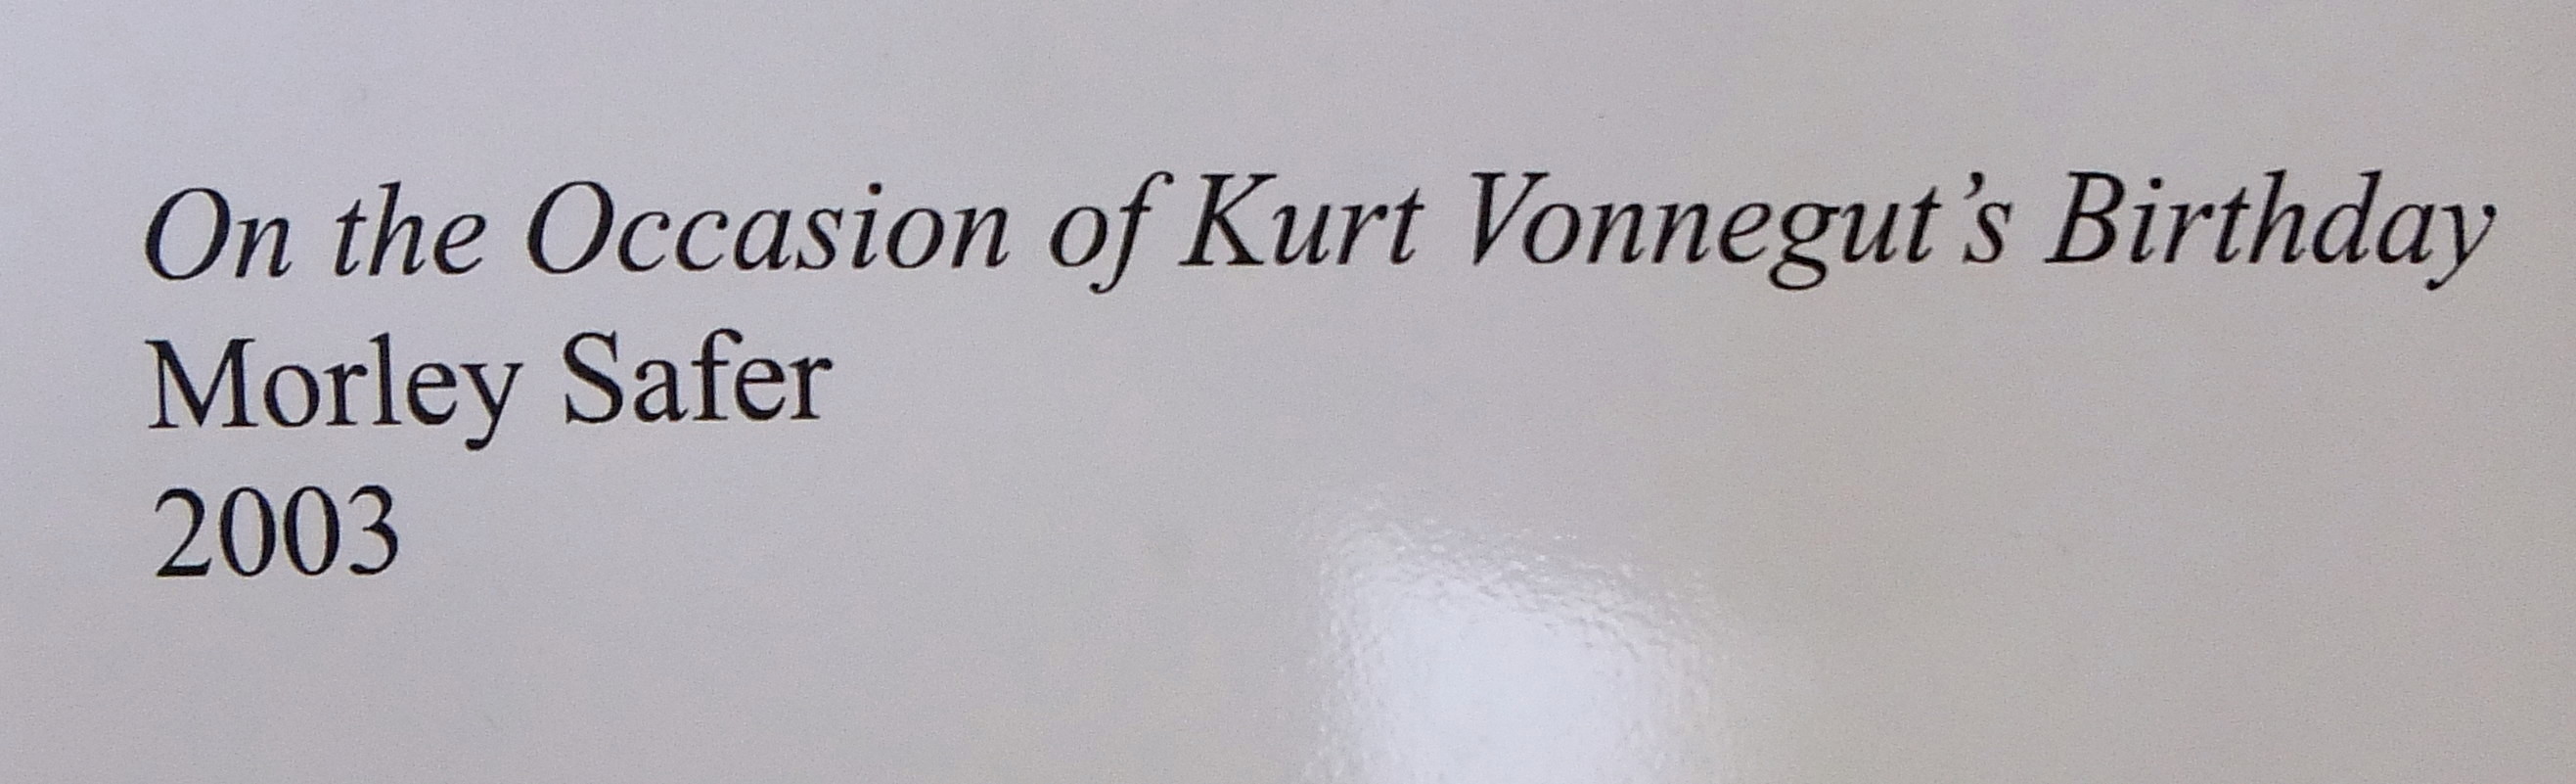 On the Occasion of Kurt Vonnegut’s Birthday
Morley Safer
2003